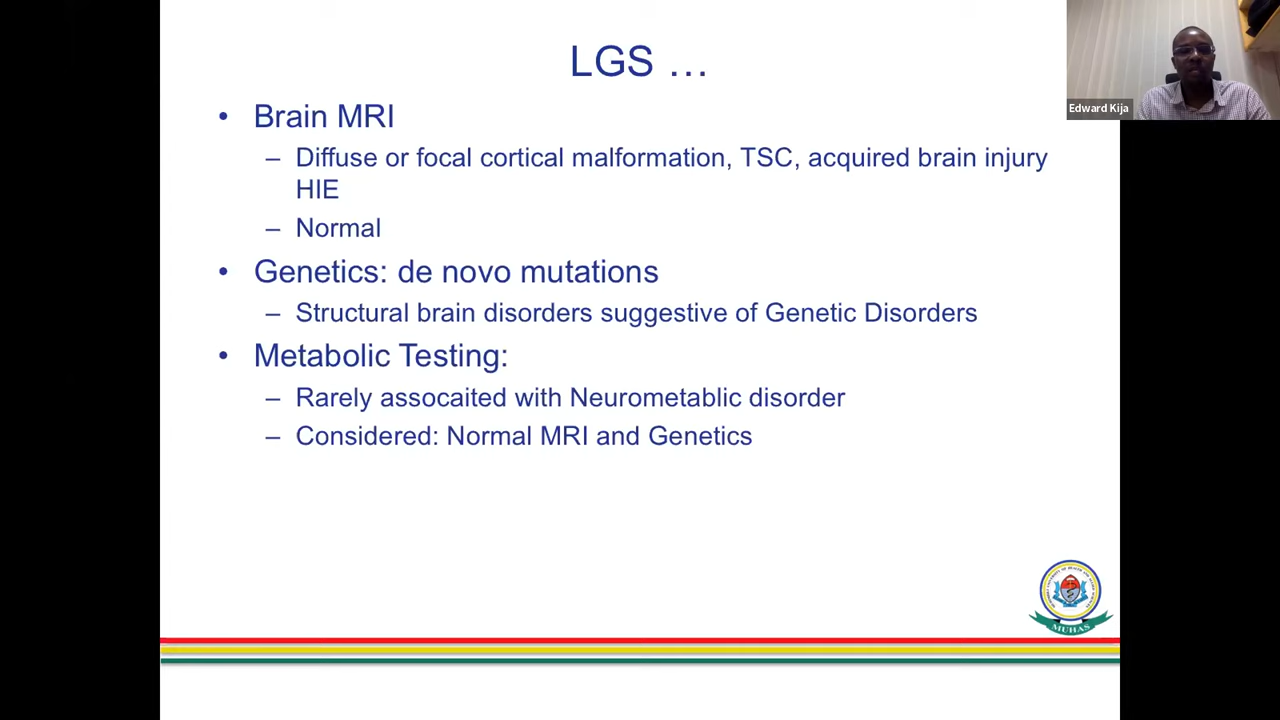 LGS …
Edward Kija
• Brain MRI
– Diffuse or focal cortical malformation, TSC, acquired brain injury
HIE
– Normal
• Genetics: de novo mutations
– Structural brain disorders suggestive of Genetic Disorders
• Metabolic Testing:
– Rarely assocaited with Neurometablic disorder
– Considered: Normal MRI and Genetics
MUHAS